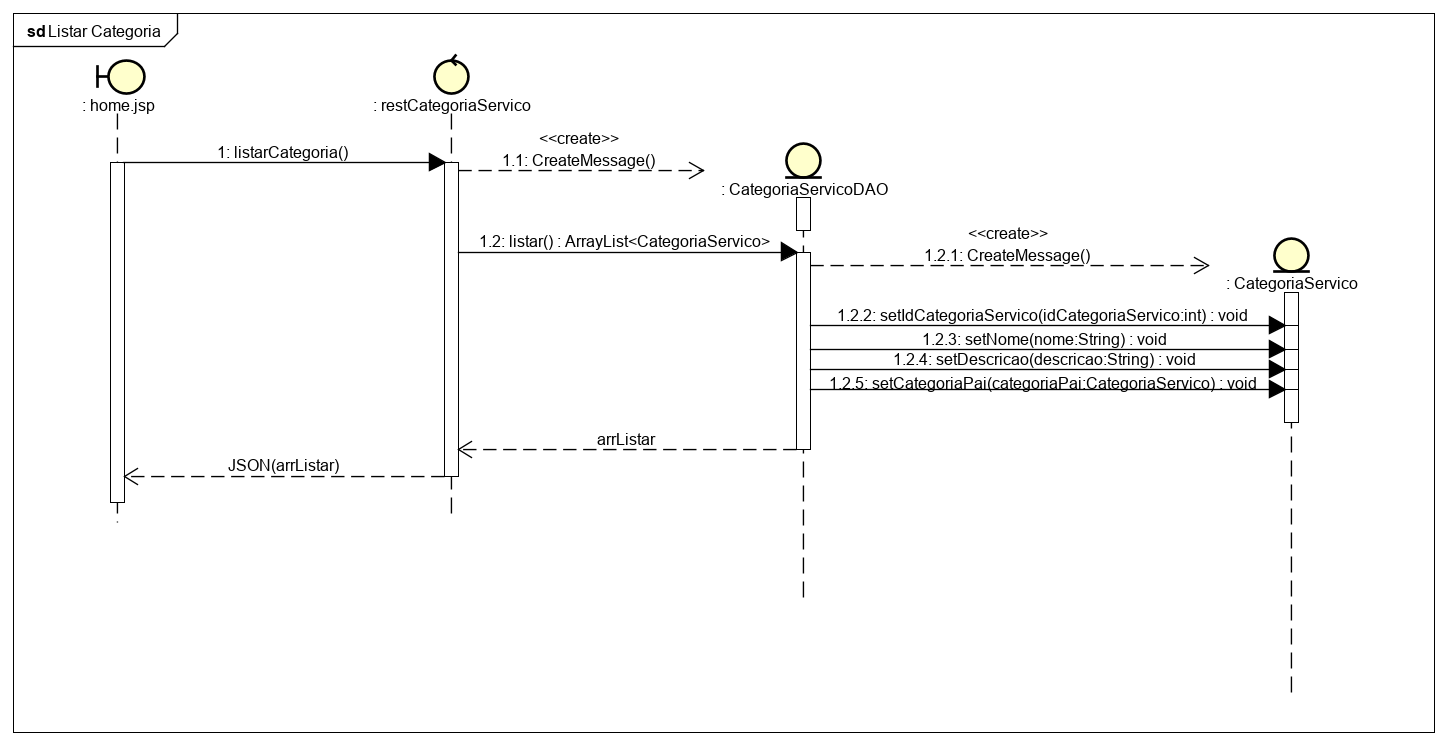 sd Listar Categoria
: home.jsp
: restCategoriaServico
1: listarCategoria()
<<create>>
1.1: CreateMessage()
: CategoriaServicoDAO
1.2: listar() : ArrayList<CategoriaServico>
<<create>>
1.2.1: CreateMessage()
: CategoriaServico
1.2.2: setIdCategoriaServico(idCategoriaServico:int) : void
1.2.3: setNome(nome:String) : void
1.2.4: setDescricao(descricao:String) : void
1.2.5: setCategoriaPai(categoriaPai:CategoriaServico) : void
arrListar
JSON(arrListar)